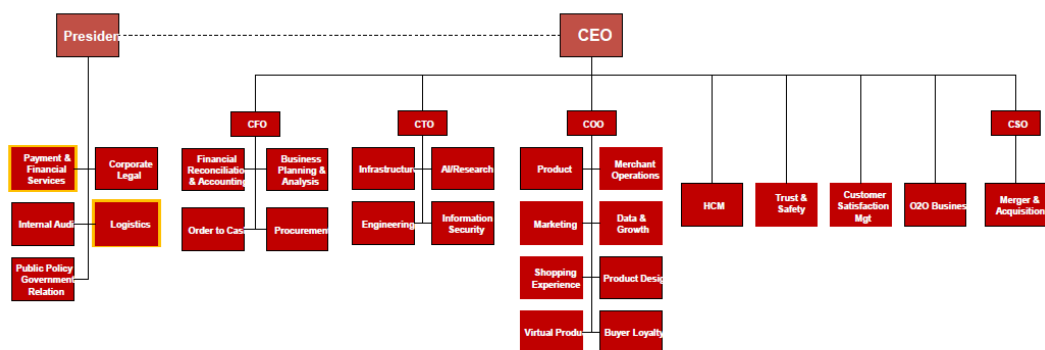 Presiden
CEO
CFO
CTO
COO
CSO
Payment &
Financial
Services
Corporate
Legal
Internal Audi
Logistics
Public Policy
Government
Relation
Financial
Reconciliatio
& Accounting
Business
Planning &
Analysis
Order to Cas
Procuremen
Infrastructur
AI/Research
Engineering
Information
Security
Product
Merchant
Operations
Marketing
Data &
Growth
Shopping
Experience
Product Desig
Virtual Produ
Buyer Loyalty
HCM
Trust &
Safety
Customer
Satisfaction
Mgt
O2O Busines
Merger &
Acquisition